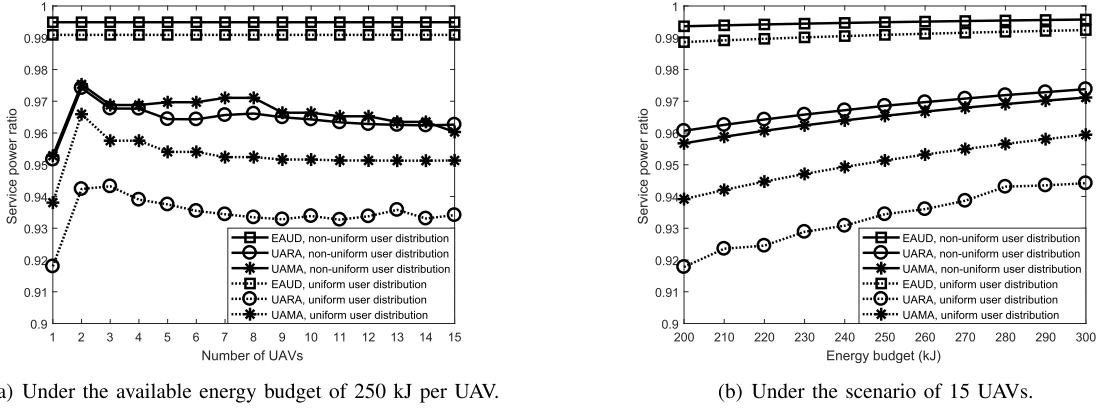 1
0.99
0.98
0.97
0.96
0.95
0.94
0.93
0.92
0.91
0.9
Service power ratio
EAUD, non-uniform user distribution
UARA, non-uniform user distribution
UAMA, non-uniform user distribution
EAUD, uniform user distribution
UARA, uniform user distribution
UAMA, uniform user distribution
1 2 3 4 5 6 7 8 9 10 11 12 13 14 15
Number of UAVs
a) Under the available energy budget of 250 kJ per UAV.
1
0.99
0.98
0.97
0.96
0.95
0.94
0.93
0.92
0.91
0.9
Service power ratio
EAUD, non-uniform user distribution
UARA, non-uniform user distribution
UAMA, non-uniform user distribution
EAUD, uniform user distribution
UARA, uniform user distribution
UAMA, uniform user distribution
200 210 220 230 240 250 260 270 280 290 300
Energy budget (kJ)
(b) Under the scenario of 15 UAVs.